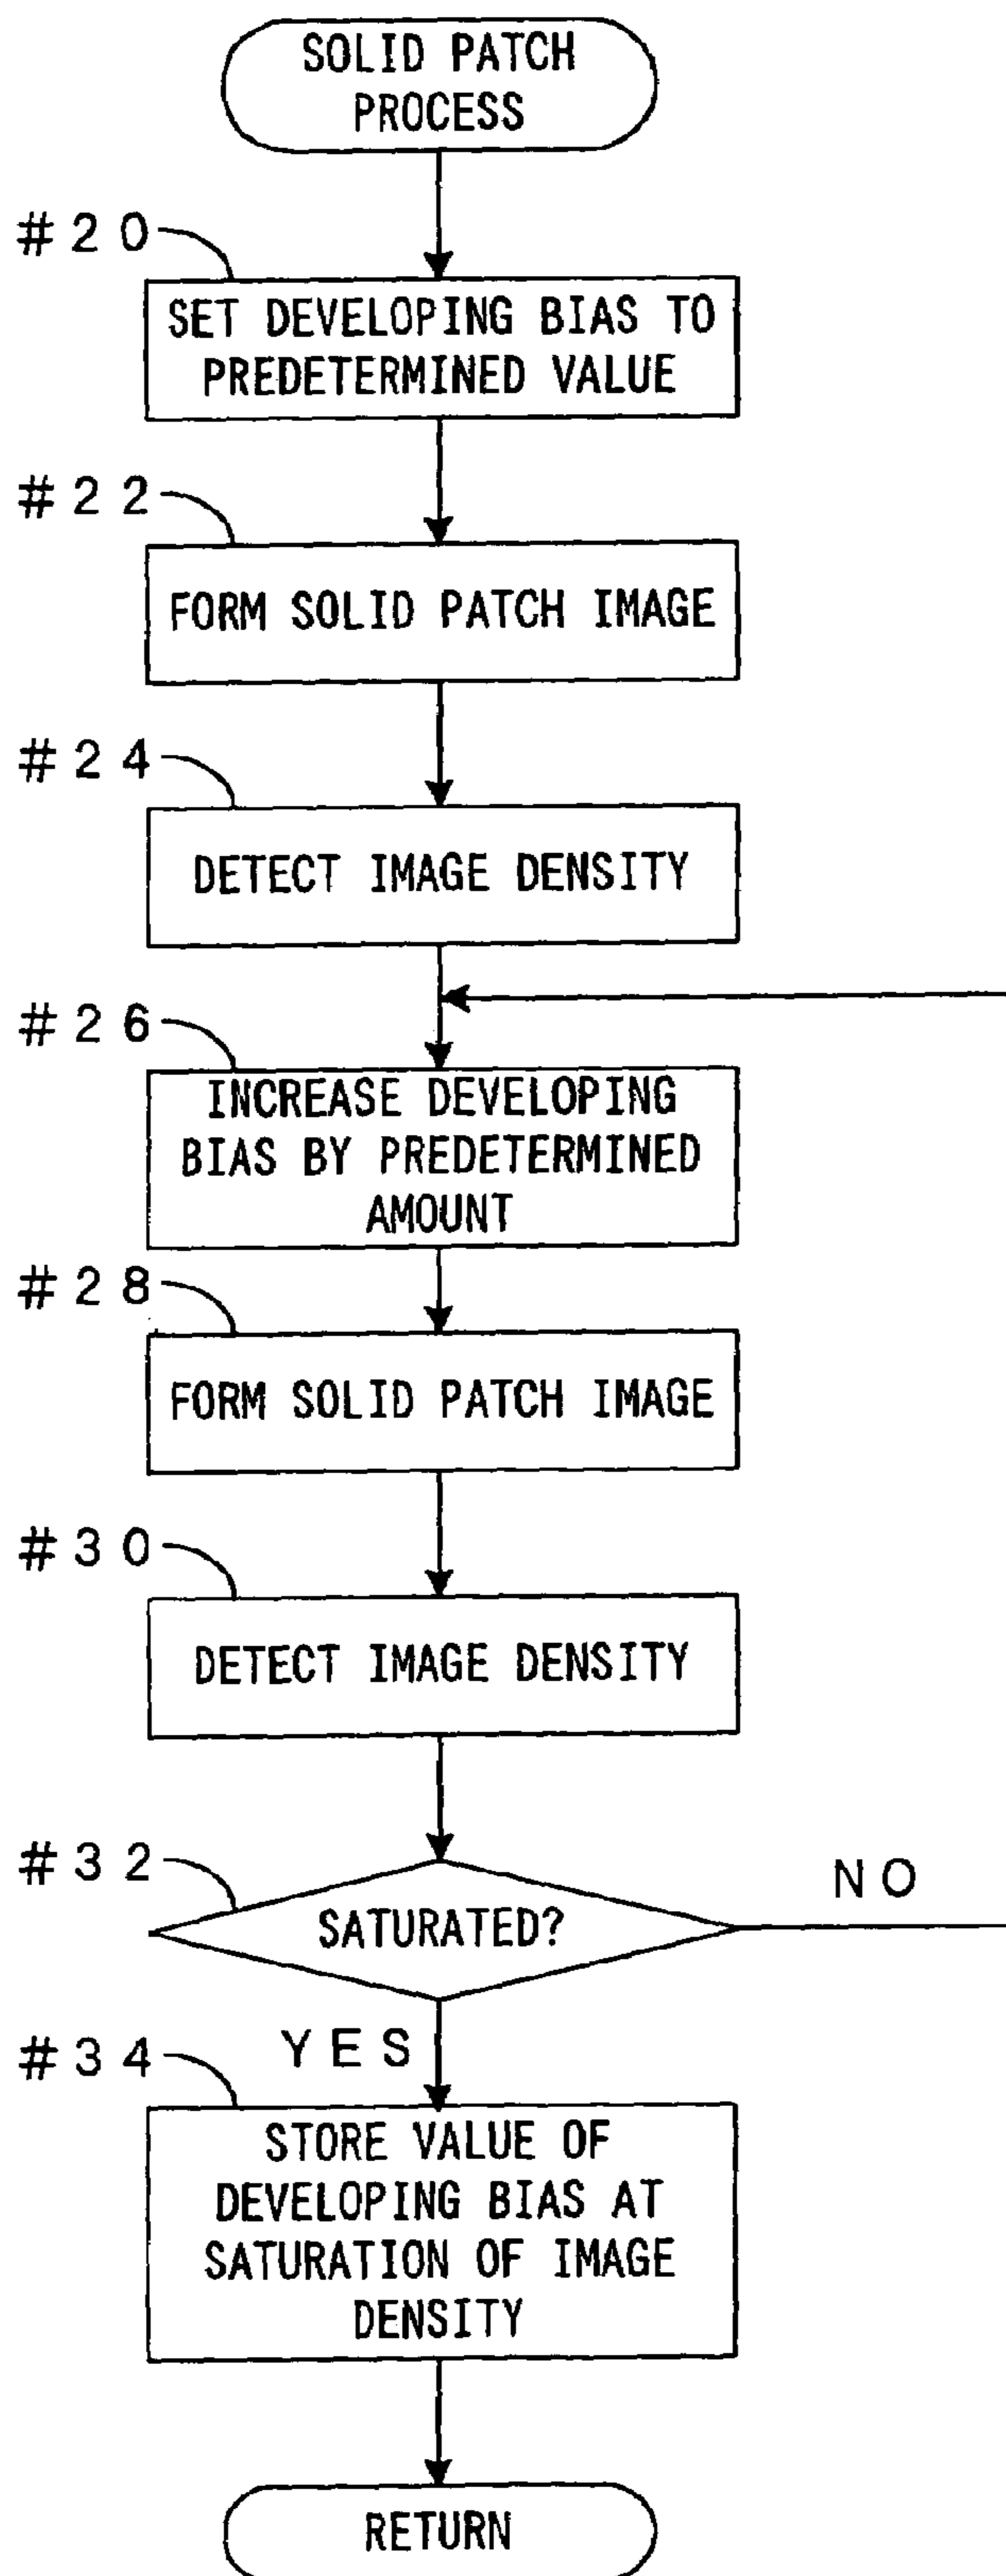 SOLID PATCH
PROCESS
#20
SET DEVELOPING BIAS TO
PREDETERMINED VALUE
#22
FORM SOLID PATCH IMAGE
#24
DETECT IMAGE DENSITY
#26
INCREASE DEVELOPING
BIAS BY PREDETERMINED
AMOUNT
#28
FORM SOLID PATCH IMAGE
#30
DETECT IMAGE DENSITY
#32
SATURATED?
NO
YES
#34
STORE VALUE OF
DEVELOPING BIAS AT
SATURATION OF IMAGE
DENSITY
RETURN